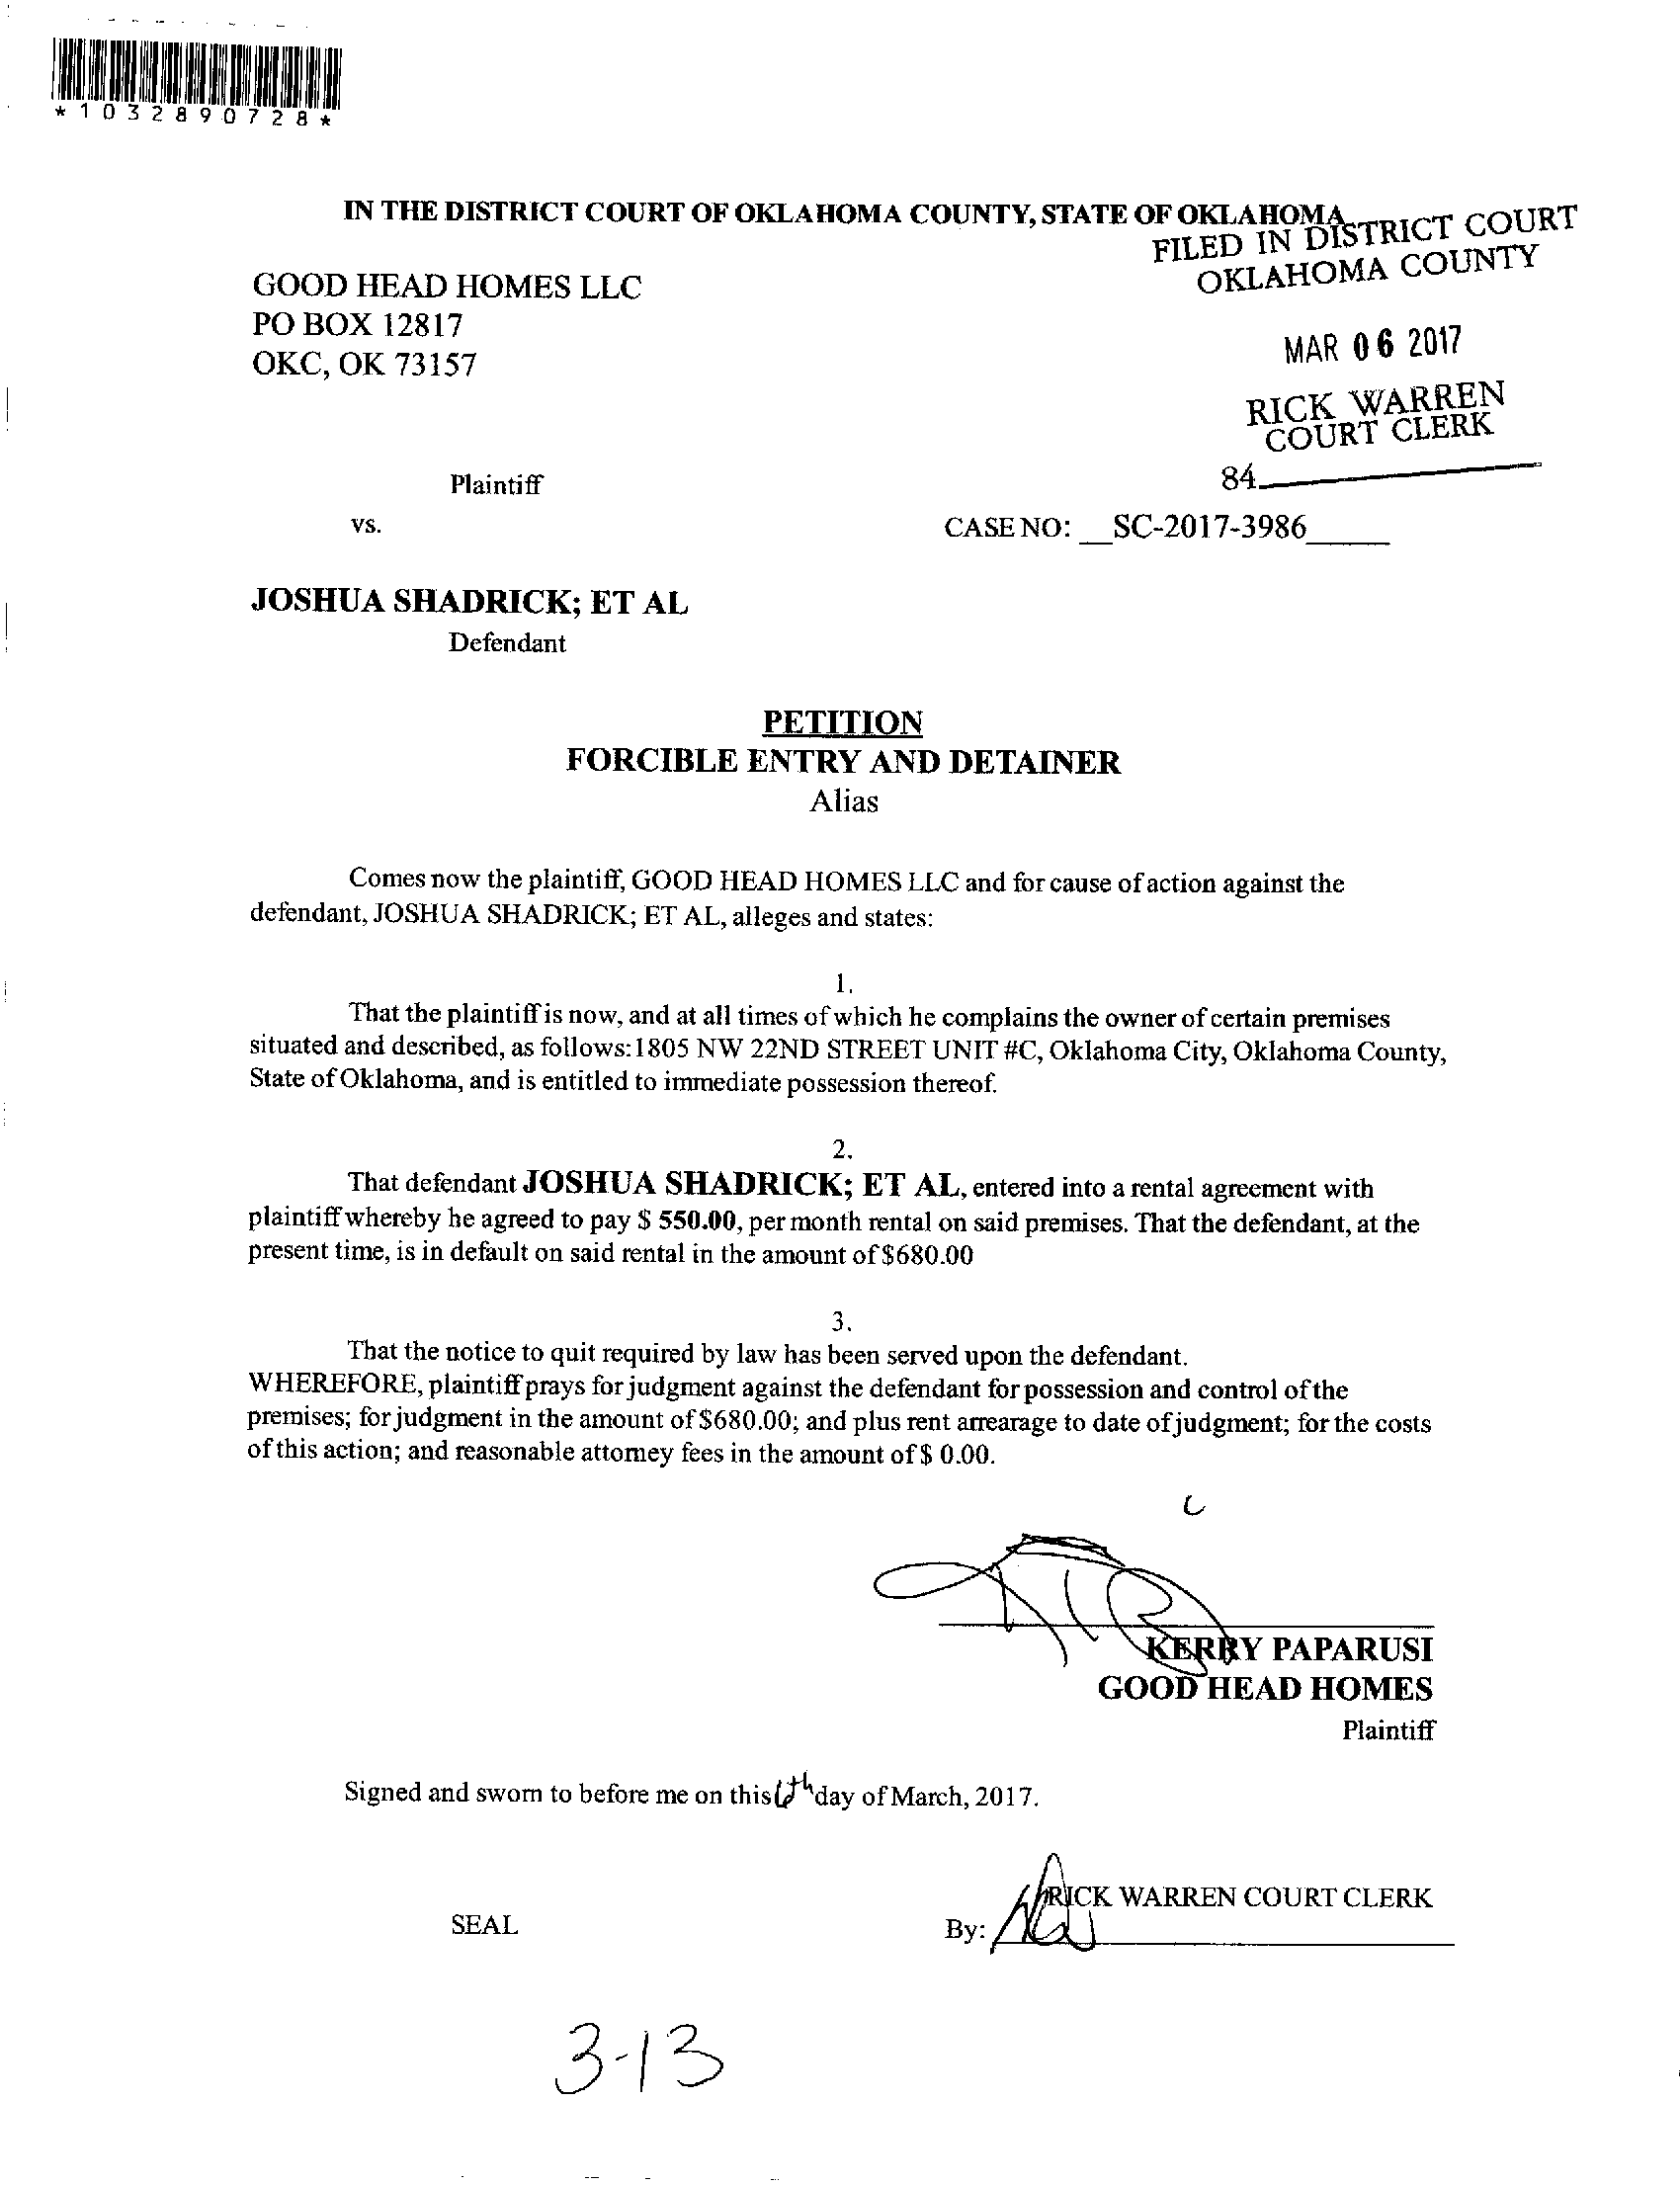 *1032890728*
IN THE DISTRICT COURT OF OKLAHOMA COUNTY, STATE OF OKLAHOMA
FILED IN DISTRICT COURT
OKLAHOMA COUNTY
GOOD HEAD HOMES LLC
PO BOX 12817
OKC, OK 73157
MAR 06 2017
RICK WARREN
COURT CLERK
84
Plaintiff
vs.
CASE NO: __SC-2017-3986_____
JOSHUA SHADRICK; ET AL
Defendant
PETITION
FORCIBLE ENTRY AND DETAINER
Alias
Comes now the plaintiff, GOOD HEAD HOMES LLC and for cause of action against the
defendant, JOSHUA SHADRICK; ET AL, alleges and states:
1.
That the plaintiff is now, and at all times of which he complains the owner of certain premises
situated and described, as follows:1805 NW 22ND STREET UNIT #C, Oklahoma City, Oklahoma County,
State of Oklahoma, and is entitled to immediate possession thereof.
2.
That defendant JOSHUA SHADRICK; ET AL, entered into a rental agreement with
plaintiff whereby he agreed to pay $ 550.00, per month rental on said premises. That the defendant, at the
present time, is in default on said rental in the amount of $680.00
3.
That the notice to quit required by law has been served upon the defendant.
WHEREFORE, plaintiff prays for judgment against the defendant for possession and control of the
premises; for judgment in the amount of $680.00; and plus rent arrearage to date of judgment; for the costs
of this action; and reasonable attorney fees in the amount of $ 0.00.
KERRY PAPARUSI
GOOD HEAD HOMES
Plaintiff
Signed and sworn to before me on this 6th day of March, 2017.
RICK WARREN COURT CLERK
SEAL
By:
3-13